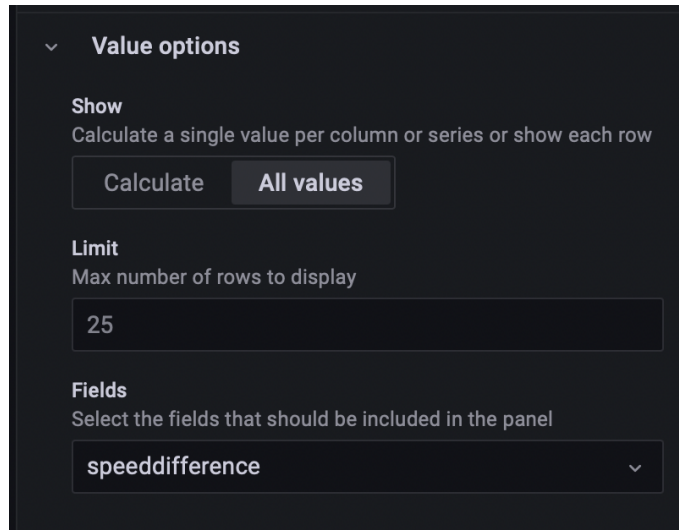 Value options
Show
Calculate a single value per column or series or show each row
Calculate All values
Limit
Max number of rows to display
25
Fields
Select the fields that should be included in the panel
speeddifference